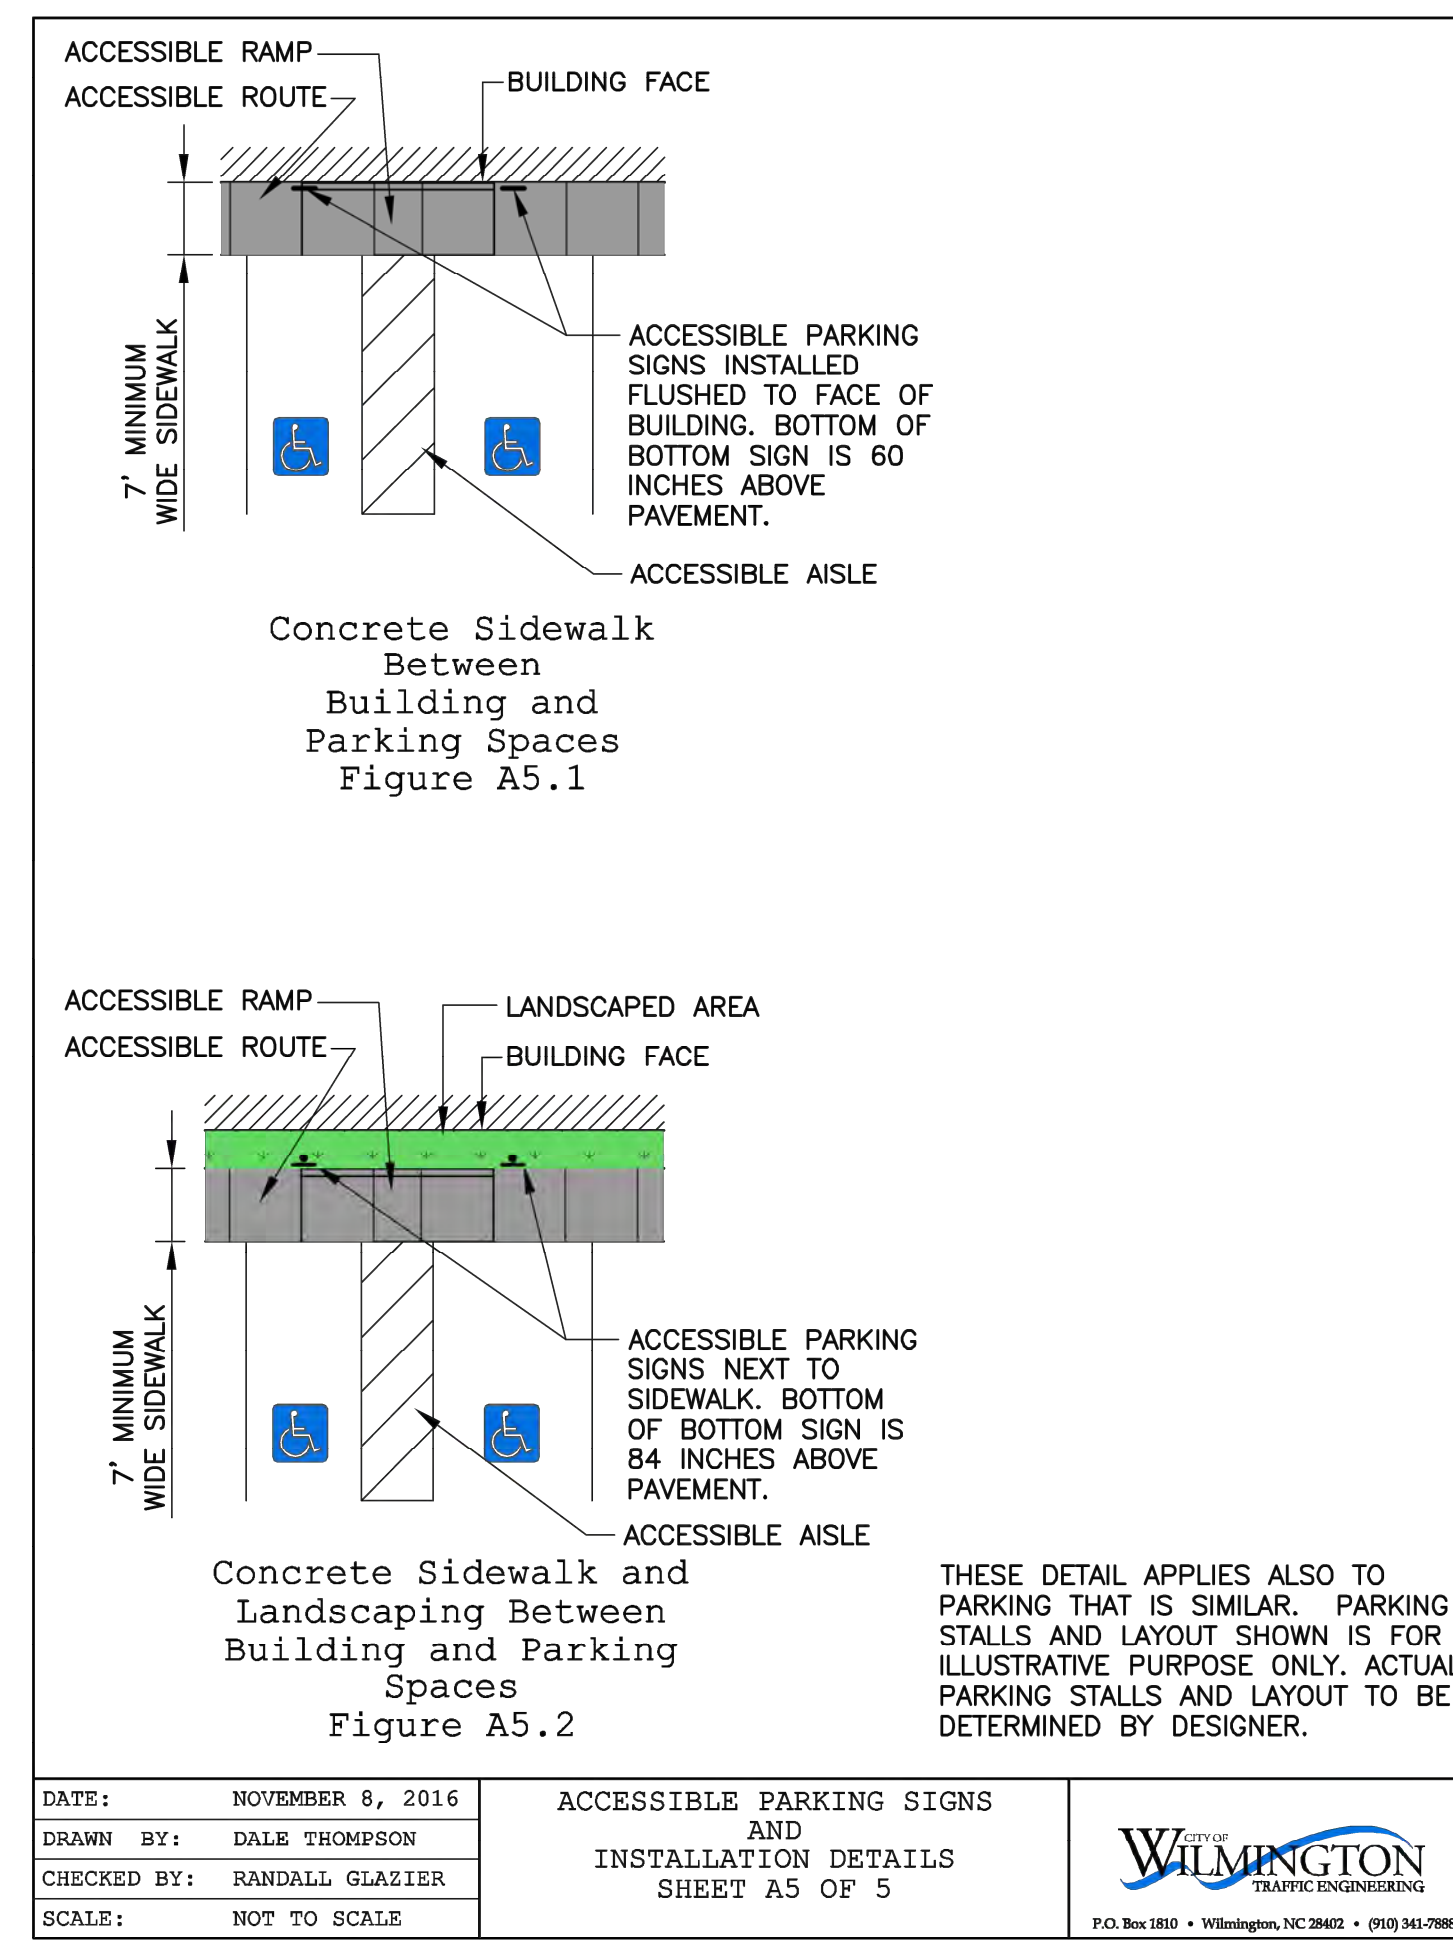 ACCESSIBLE RAMP
ACCESSIBLE ROUTE
BUILDING FACE
7' MINIMUM
WIDE SIDEWALK
ACCESSIBLE PARKING
SIGNS INSTALLED
FLUSHED TO FACE OF
BUILDING. BOTTOM OF
BOTTOM SIGN IS 60
INCHES ABOVE
PAVEMENT.
ACCESSIBLE AISLE
Concrete Sidewalk
Between
Building and
Parking Spaces
Figure A5.1
ACCESSIBLE RAMP
ACCESSIBLE ROUTE
LANDSCAPED AREA
BUILDING FACE
7' MINIMUM
WIDE SIDEWALK
ACCESSIBLE PARKING
SIGNS NEXT TO
SIDEWALK. BOTTOM
OF BOTTOM SIGN IS
84 INCHES ABOVE
PAVEMENT.
ACCESSIBLE AISLE
Concrete Sidewalk and
Landscaping Between
Building and Parking
Spaces
Figure A5.2
THESE DETAIL APPLIES ALSO TO
PARKING THAT IS SIMILAR. PARKING
STALLS AND LAYOUT SHOWN IS FOR
ILLUSTRATIVE PURPOSE ONLY. ACTUAL
PARKING STALLS AND LAYOUT TO BE
DETERMINED BY DESIGNER.
DATE: NOVEMBER 8, 2016
DRAWN BY: DALE THOMPSON
CHECKED BY: RANDALL GLAZIER
SCALE: NOT TO SCALE
ACCESSIBLE PARKING SIGNS
AND
INSTALLATION DETAILS
SHEET A5 OF 5
CITY OF
WILMINGTON
TRAFFIC ENGINEERING
P.O. Box 1810 • Wilmington, NC 28402 • (910) 341-7888